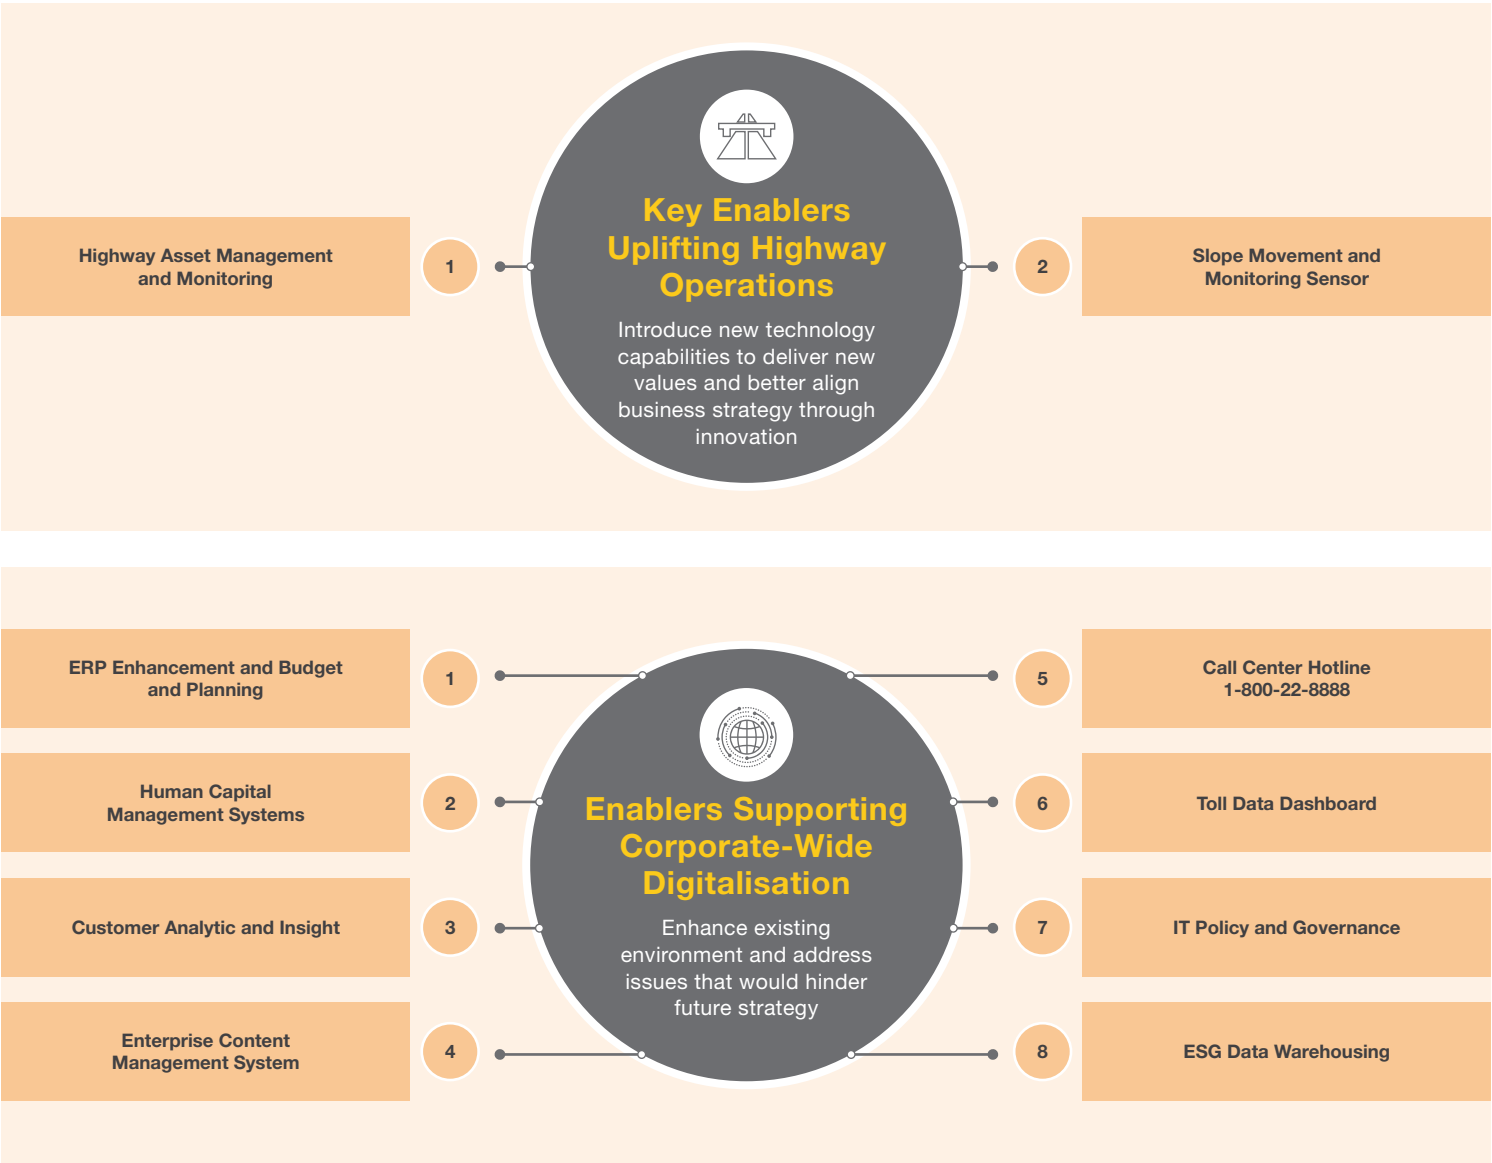 Key Enablers
Uplifting Highway
Operations
Introduce new technology
capabilities to deliver new
values and better align
business strategy through
innovation
Highway Asset Management
and Monitoring
1
2
Slope Movement and
Monitoring Sensor
Enablers Supporting
Corporate-Wide
Digitalisation
Enhance existing
environment and address
issues that would hinder
future strategy
ERP Enhancement and Budget
and Planning
1
Human Capital
Management Systems
2
Customer Analytic and Insight
3
Enterprise Content
Management System
4
5
Call Center Hotline
1-800-22-8888
6
Toll Data Dashboard
7
IT Policy and Governance
8
ESG Data Warehousing